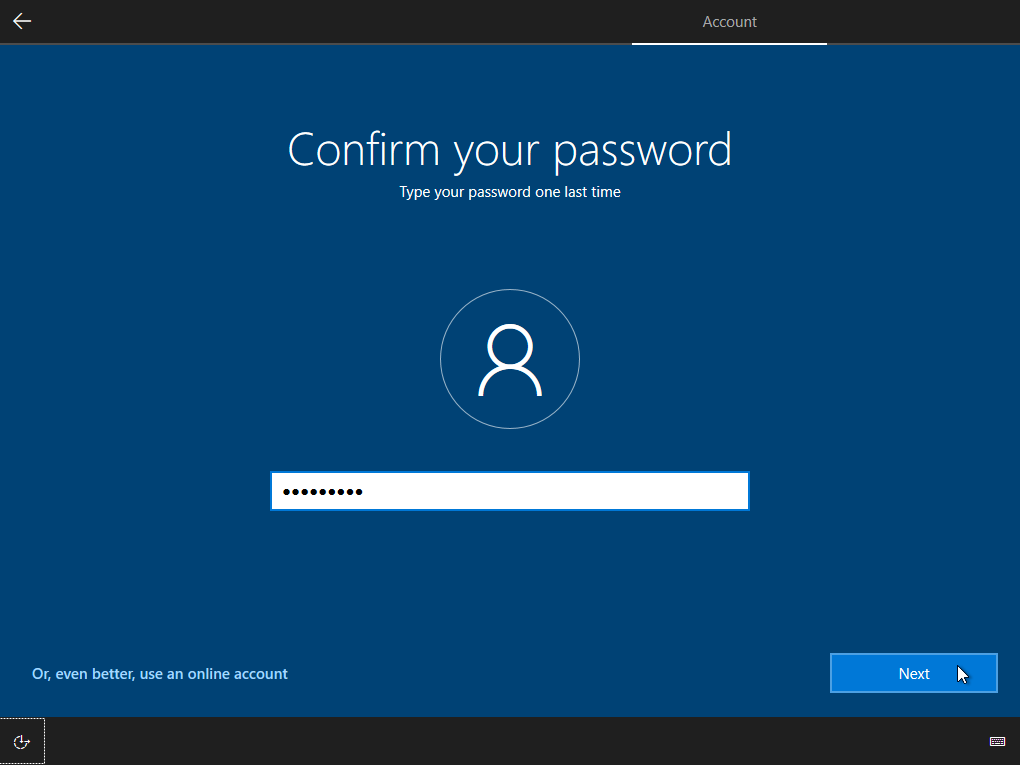 Account
Confirm your password
Type your password one last time
•••••••••
Or, even better, use an online account
Next